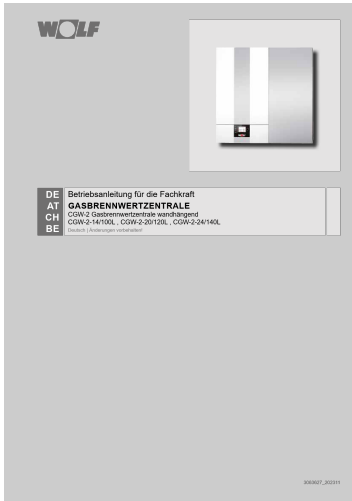 WOLF
DE
AT
CH
BE
Betriebsanleitung für die Fachkraft
GASBRENNWERTZENTRALE
CGW-2 Gasbrennwertzentrale wandhängend
CGW-2-14/100L , CGW-2-20/120L , CGW-2-24/140L
Deutsch | Änderungen vorbehalten!